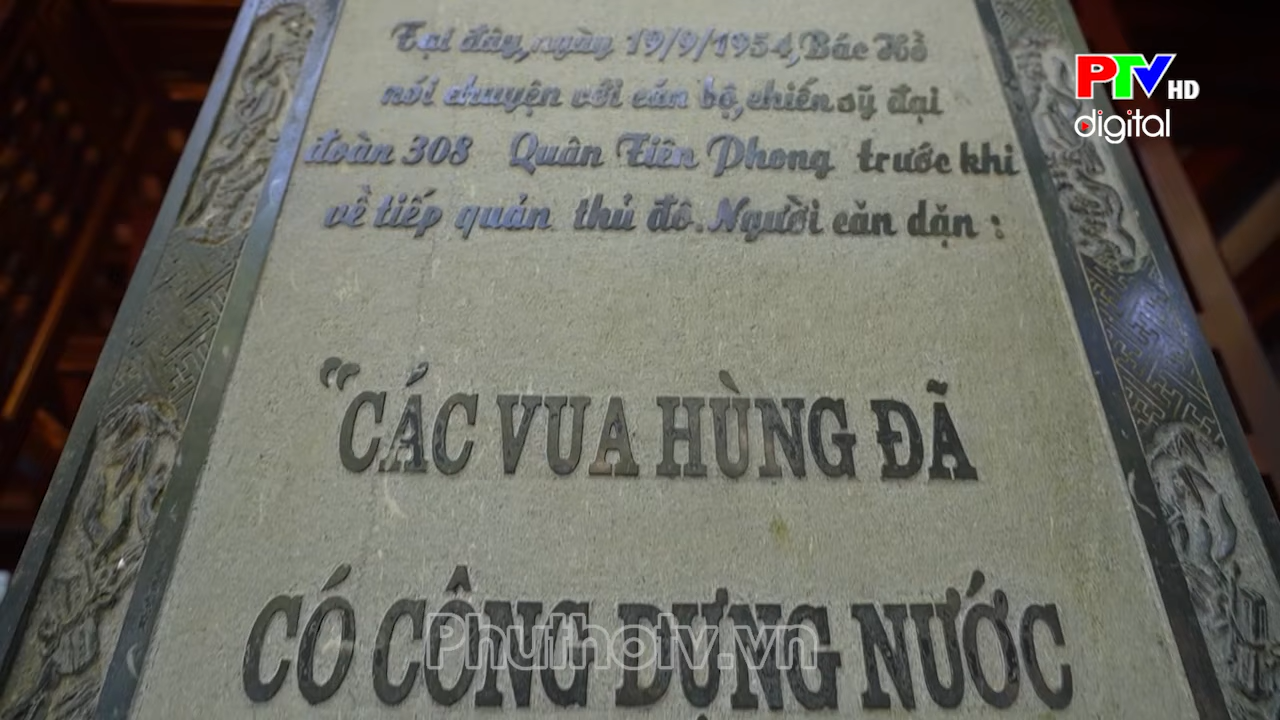 Tại đây, ngày 19/9/1954, Bác Hồ
nói chuyện với cán bộ, chiến sỹ đại
đoàn 308 Quân Tiên Phong trước khi
về tiếp quản thủ đô. Người căn dặn :
“CÁC VUA HÙNG ĐÃ
CÓ CÔNG DỰNG NƯỚC
PTV HD
digital
Phuthotv.vn